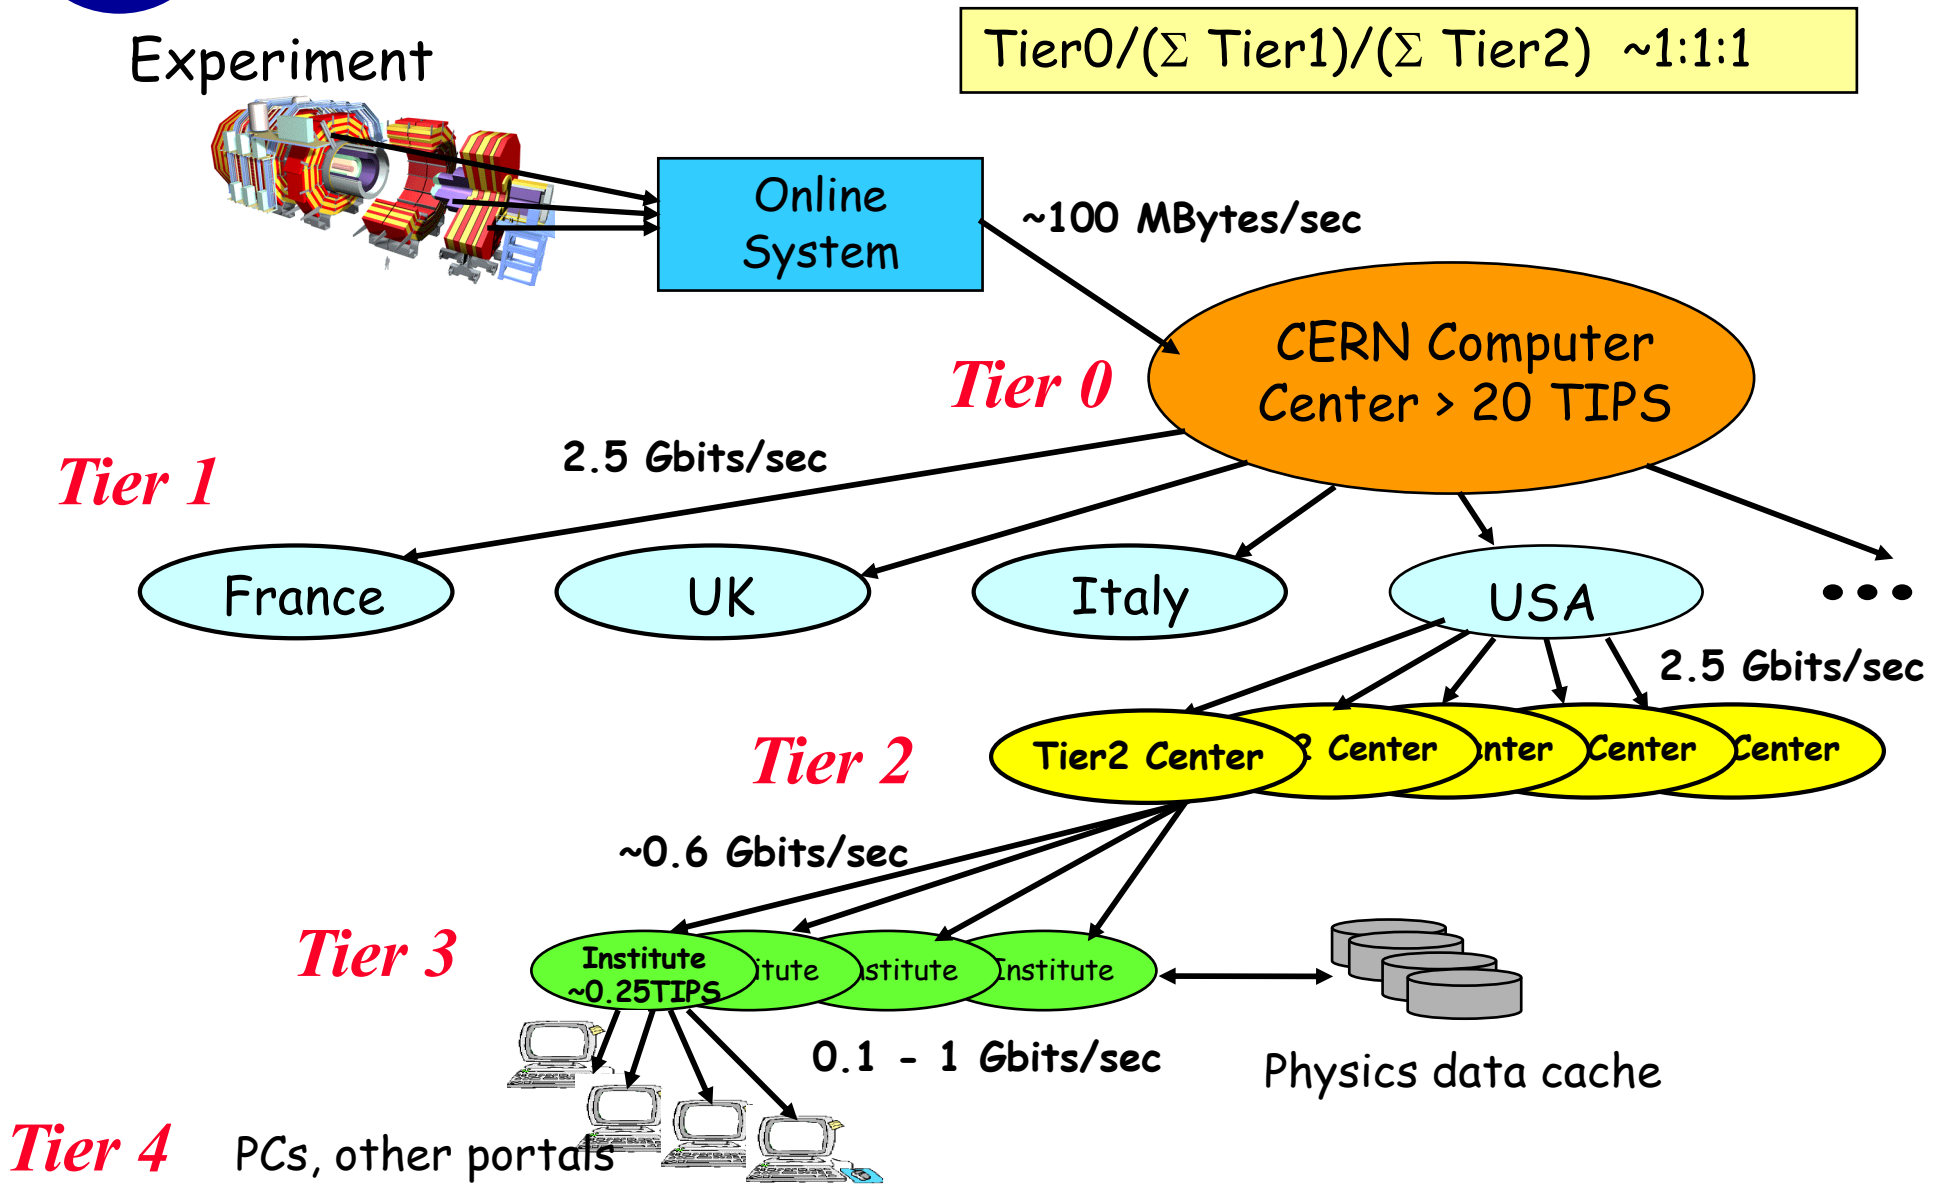 Experiment
Tier0/(Σ Tier1)/(Σ Tier2) ~1:1:1
Online
System
~100 MBytes/sec
CERN Computer
Center > 20 TIPS
Tier 0
2.5 Gbits/sec
Tier 1
France
UK
Italy
USA
2.5 Gbits/sec
Tier 2
Tier2 Center
2 Center
Center
Center
Center
~0.6 Gbits/sec
Tier 3
Institute
~0.25TIPS
itute
stitute
Institute
0.1 - 1 Gbits/sec
Physics data cache
Tier 4
PCs, other portals